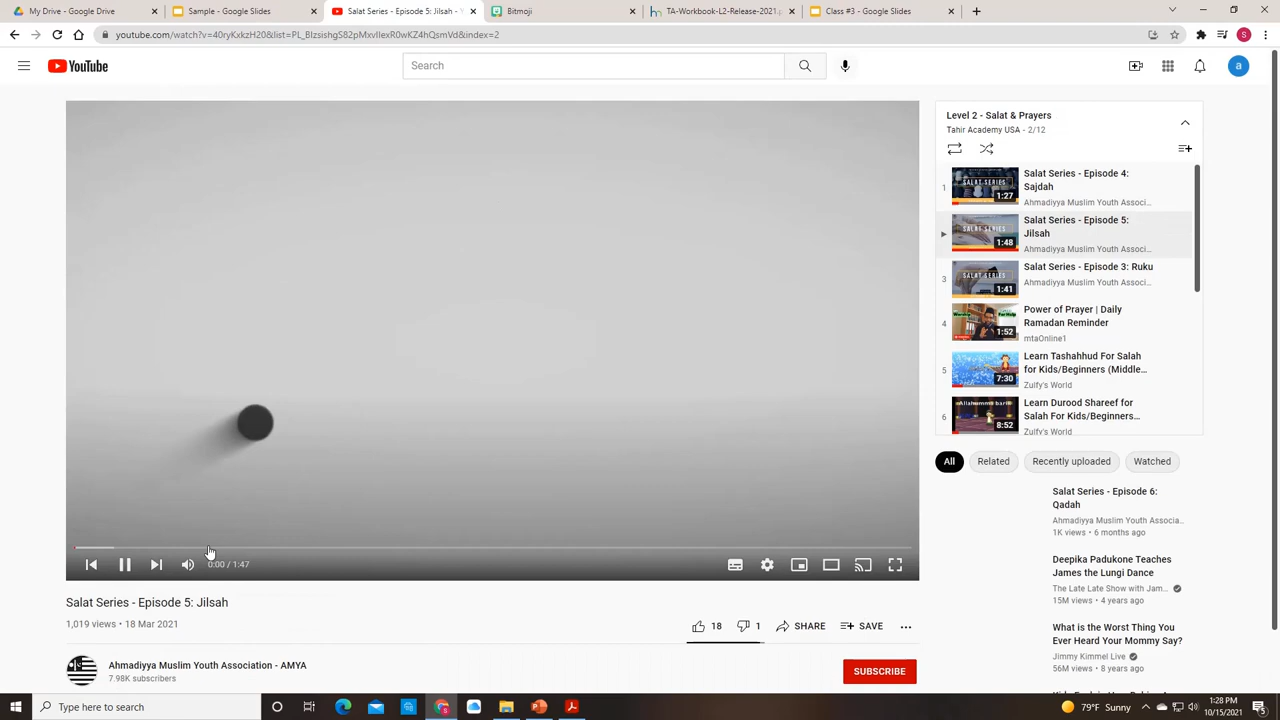 My Drive - Google Drive
Sample - Google Slides
Salat Series - Episode 5: Jilsah -
Bitmoji
TA-Workbook-L2-Release-2021.p
Class #3 - Google Slides
youtube.com/watch?v=40ryKxkzH20&list=PL_BIzsishgS82pMxvIIexR0wKZ4hQsmVd&index=2
S
YouTube
Search
a
Level 2 - Salat & Prayers
Tahir Academy USA - 2/12
1
SALAT SERIES
1:27
Salat Series - Episode 4:
Sajdah
Ahmadiyya Muslim Youth Associ...
SALAT SERIES
1:48
Salat Series - Episode 5:
Jilsah
Ahmadiyya Muslim Youth Associ...
3
SALAT SERIES
1:41
Salat Series - Episode 3: Ruku
Ahmadiyya Muslim Youth Associ...
4
1:52
Power of Prayer | Daily
Ramadan Reminder
mtaOnline1
5
7:30
Learn Tashahhud For Salah
for Kids/Beginners (Middle...
Zulfy's World
6
8:52
Learn Durood Shareef for
Salah For Kids/Beginners...
Zulfy's World
All
Related
Recently uploaded
Watched
Salat Series - Episode 6:
Qadah
Ahmadiyya Muslim Youth Associa...
1K views • 6 months ago
Deepika Padukone Teaches
James the Lungi Dance
The Late Late Show with Jam...
15M views • 4 years ago
What is the Worst Thing You
Ever Heard Your Mommy Say?
Jimmy Kimmel Live
56M views • 8 years ago
0:00 / 1:47
Salat Series - Episode 5: Jilsah
1,019 views • 18 Mar 2021
18
1
SHARE
SAVE
Ahmadiyya Muslim Youth Association - AMYA
7.98K subscribers
SUBSCRIBE
Type here to search
79°F Sunny
1:28 PM
10/15/2021